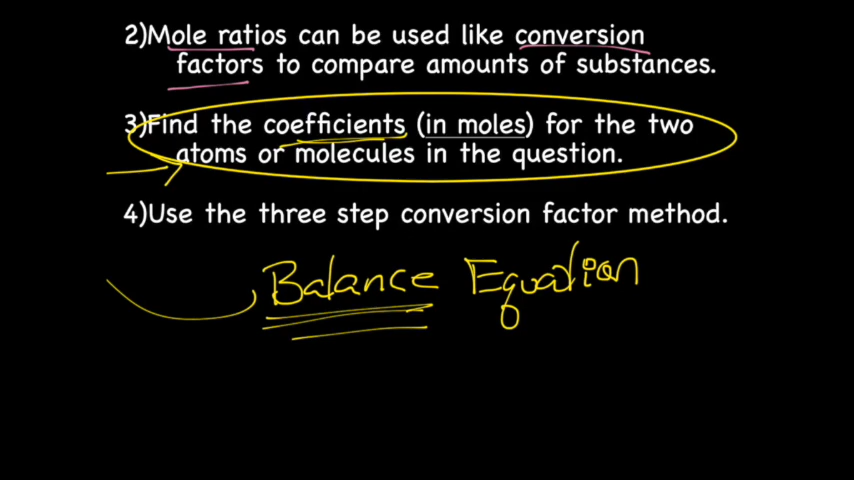 2)Mole ratios can be used like conversion
factors to compare amounts of substances.
3)Find the coefficients (in moles) for the two
atoms or molecules in the question.
4)Use the three step conversion factor method.
Balance Equation